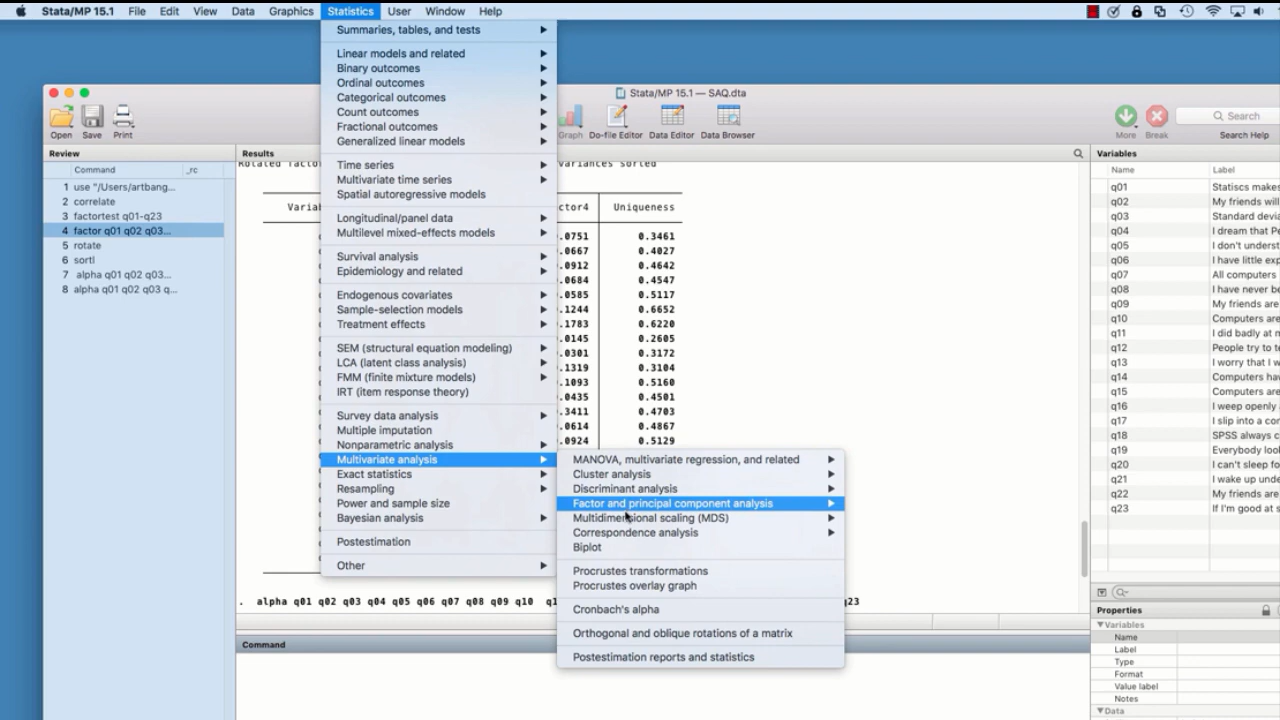 Stata/MP 15.1 File Edit View Data Graphics Statistics User Window Help
Summaries, tables, and tests
Linear models and related
Binary outcomes
Ordinal outcomes
Categorical outcomes
Count outcomes
Fractional outcomes
Generalized linear models
Time series
Multivariate time series
Spatial autoregressive models
Longitudinal/panel data
Multilevel mixed-effects models
Survival analysis
Epidemiology and related
Endogenous covariates
Sample-selection models
Treatment effects
SEM (structural equation modeling)
LCA (latent class analysis)
FMM (finite mixture models)
IRT (item response theory)
Survey data analysis
Multiple imputation
Nonparametric analysis
Multivariate analysis
Exact statistics
Resampling
Power and sample size
Bayesian analysis
Postestimation
Other
MANOVA, multivariate regression, and related
Cluster analysis
Discriminant analysis
Factor and principal component analysis
Multidimensional scaling (MDS)
Correspondence analysis
Biplot
Procrustes transformations
Procrustes overlay graph
Cronbach's alpha
Orthogonal and oblique rotations of a matrix
Postestimation reports and statistics
Stata/MP 15.1 — SAQ.dta
Open Save Print Graph Do-file Editor Data Editor Data Browser More Break Search
Search Help
Review
Command _rc
1 use "/Users/artbang...
2 correlate
3 factortest q01-q23
4 factor q01 q02 q03...
5 rotate
6 sortl
7 alpha q01 q02 q03...
8 alpha q01 q02 q03 q...
Results
Rotated factor variances sorted
Variab ctor4 Uniqueness
.0751 0.3461
.0667 0.4027
.0912 0.4642
.0684 0.4547
.0585 0.5117
.1244 0.6652
.1783 0.6220
.0145 0.2605
.0301 0.3172
.1319 0.3104
.1093 0.5160
.0435 0.4501
.3411 0.4703
.0614 0.4867
.0924 0.5129
. alpha q01 q02 q03 q04 q05 q06 q07 q08 q09 q10 q1 q23
Command
Variables
Name Label
q01 Statiscs makes
q02 My friends will
q03 Standard devi
q04 I dream that Pe
q05 I don't underst
q06 I have little exp
q07 All computers
q08 I have never be
q09 My friends are
q10 Computers are
q11 I did badly at m
q12 People try to te
q13 I worry that I w
q14 Computers hav
q15 Computers are
q16 I weep openly
q17 I slip into a con
q18 SPSS always c
q19 Everybody look
q20 I can't sleep fo
q21 I wake up unde
q22 My friends are
q23 If I'm good at s
Properties
Variables
Name
Label
Type
Format
Value label
Notes
Data